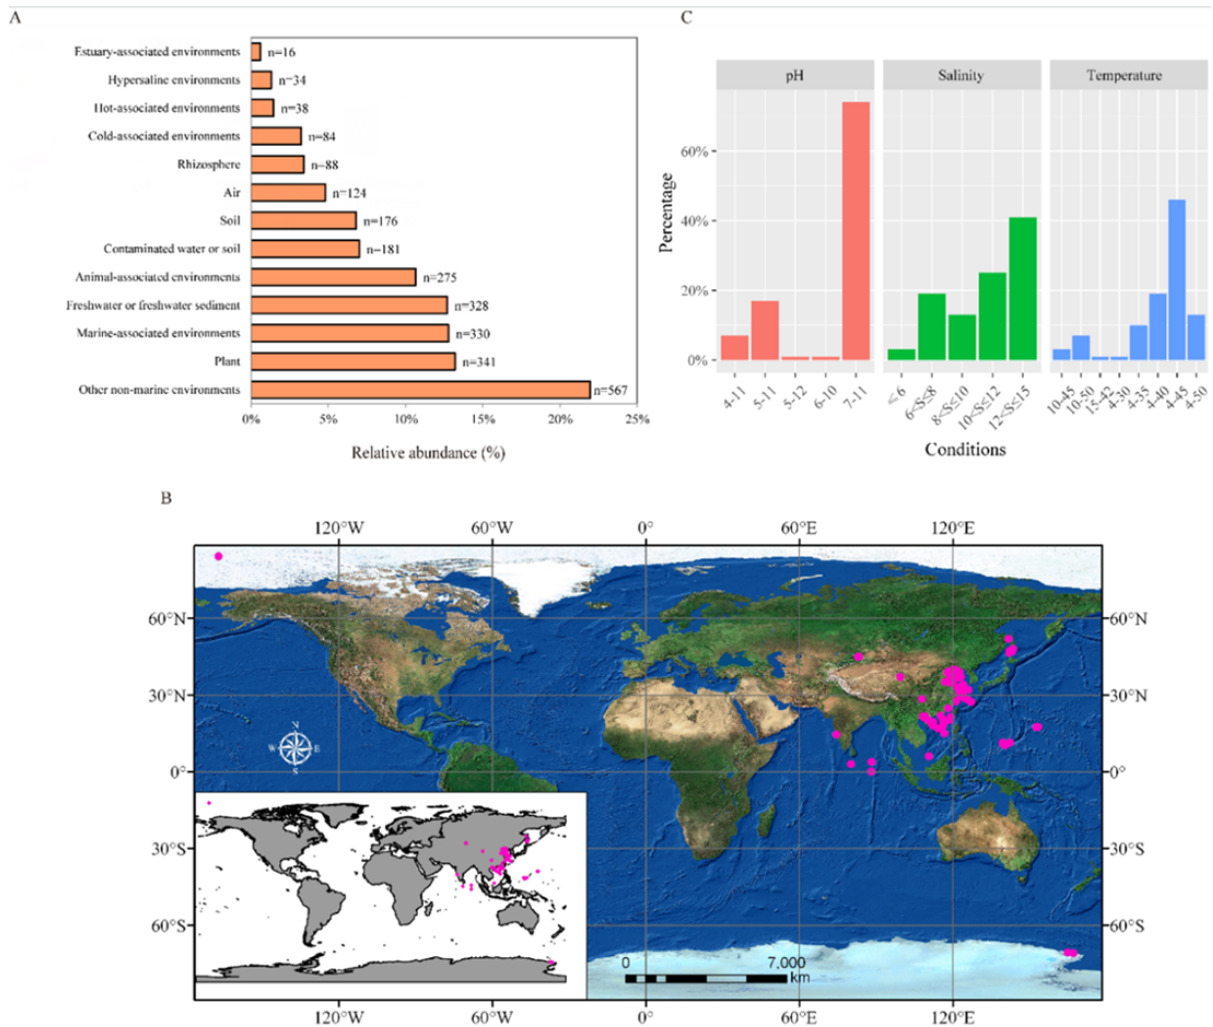 A
Estuary-associated environments
n=16
Hypersaline environments
n=34
Hot-associated environments
n=38
Cold-associated environments
n=84
Rhizosphere
n=88
Air
n=124
Soil
n=176
Contaminated water or soil
n=181
Animal-associated environments
n=275
Freshwater or freshwater sediment
n=328
Marine-associated environments
n=330
Plant
n=341
Other non-marine environments
n=567
0% 5% 10% 15% 20% 25%
Relative abundance (%)
C
pH Salinity Temperature
Percentage
60%
40%
20%
0%
4-11 5-11 5-12 6-10 7-11
<6 6<S≤8 8<S≤10 10<S≤12 12<S≤15
10-45 10-50 15-42 4-30 4-35 4-40 4-45 4-50
Conditions
B
120°W 60°W 0° 60°E 120°E
60°N 60°N
30°N 30°N
0° 0°
30°S 30°S
60°S 60°S
N
W E
S
0 7,000
km
120°W 60°W 0° 60°E 120°E